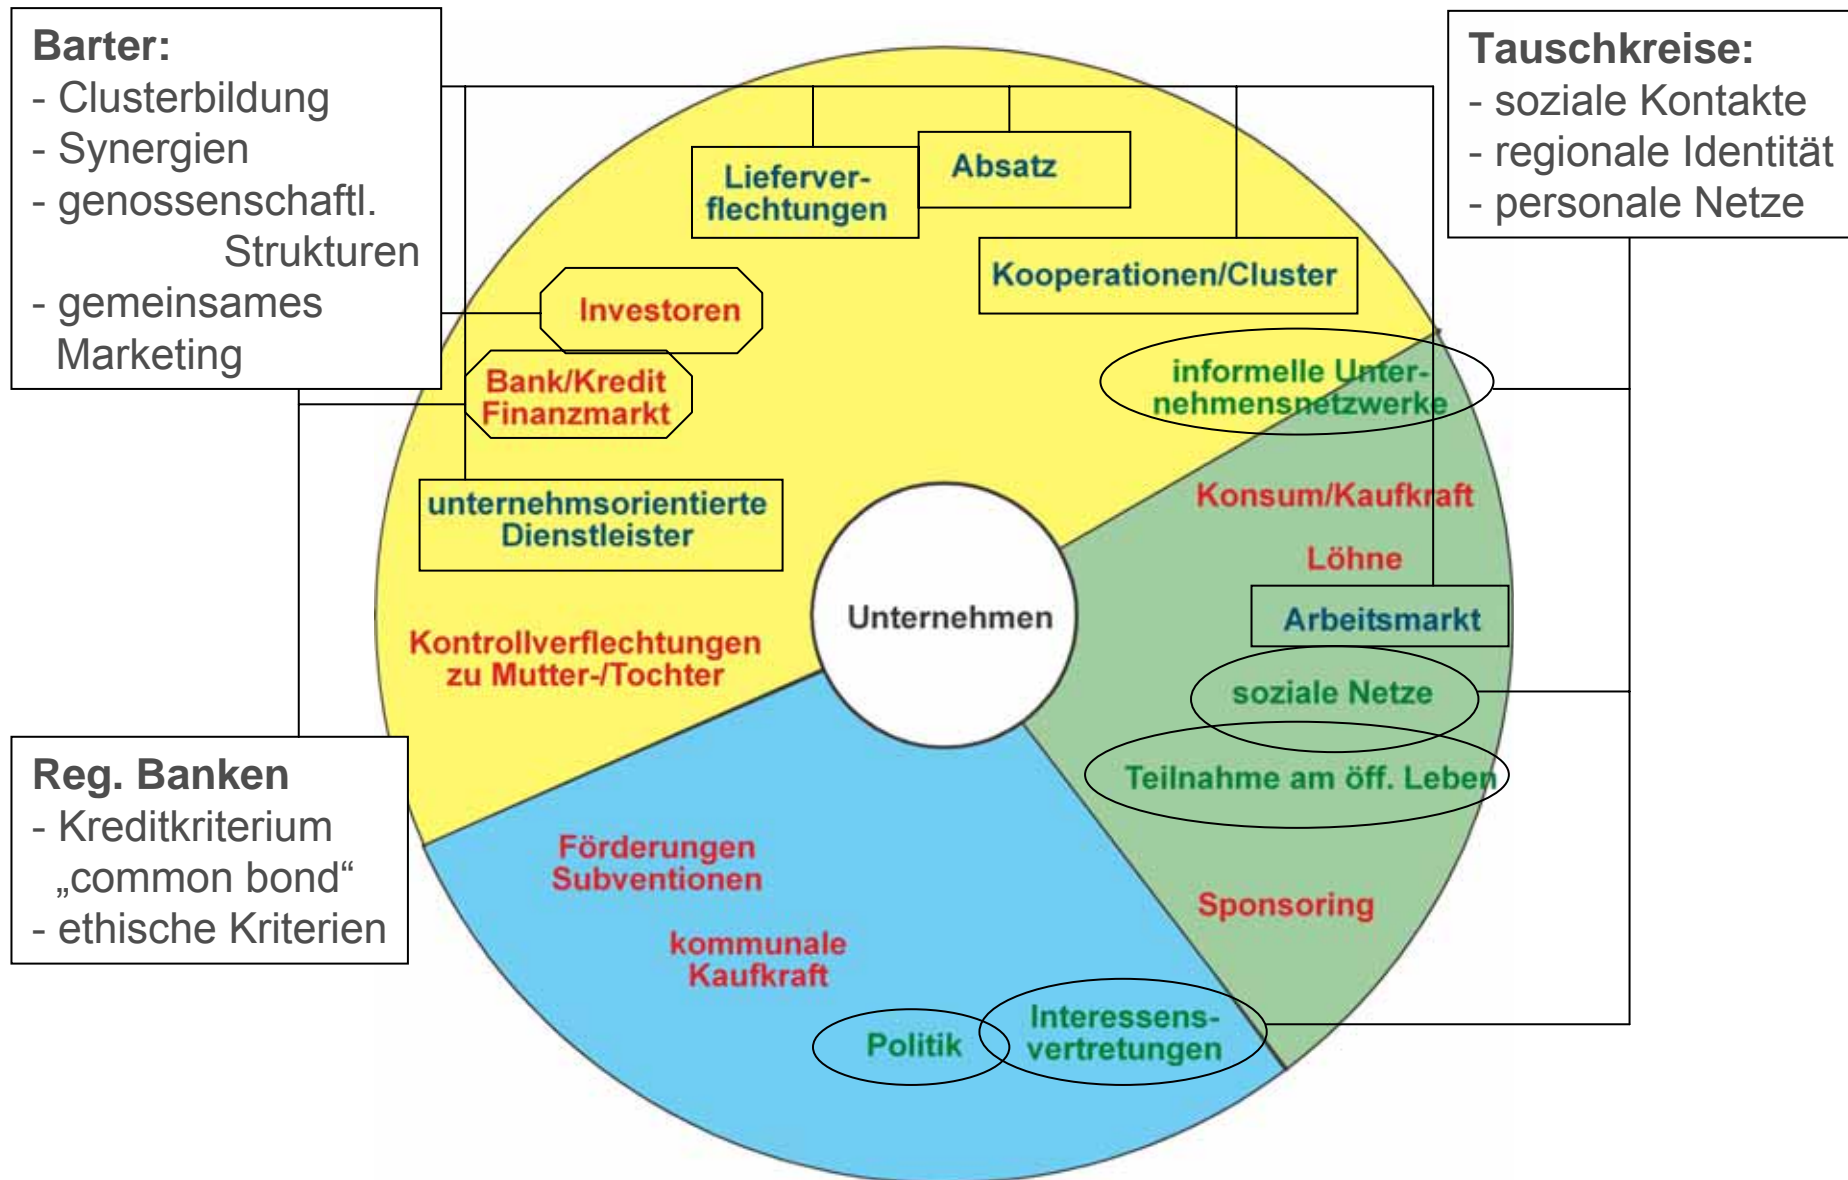 Barter:
- Clusterbildung
- Synergien
- genossenschaftl.
Strukturen
- gemeinsames
Marketing
Tauschkreise:
- soziale Kontakte
- regionale Identität
- personale Netze
Lieferver-
flechtungen
Absatz
Kooperationen/Cluster
Investoren
Bank/Kredit
Finanzmarkt
informelle Unter-
nehmensnetzwerke
unternehmsorientierte
Dienstleister
Konsum/Kaufkraft
Löhne
Arbeitsmarkt
Unternehmen
Kontrollverflechtungen
zu Mutter-/Tochter
soziale Netze
Teilnahme am öff. Leben
Reg. Banken
- Kreditkriterium
„common bond“
- ethische Kriterien
Förderungen
Subventionen
kommunale
Kaufkraft
Sponsoring
Politik
Interessens-
vertretungen